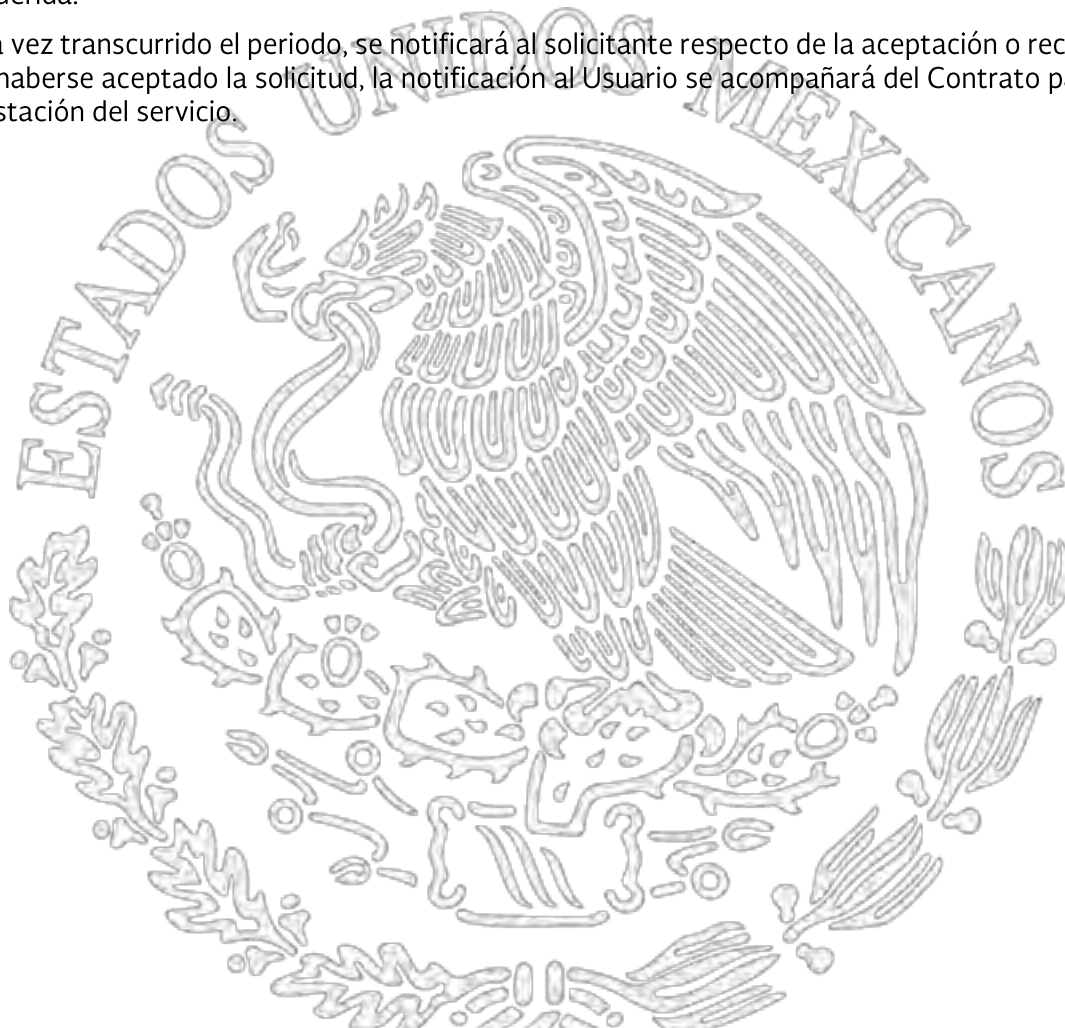 vez transcurrido el periodo, se notificará al solicitante respecto de la aceptación o
haberse aceptado la solicitud, la notificación al Usuario se acompañará del Contrato
del servicio.
ESTADOS UNIDOS MEXICANOS